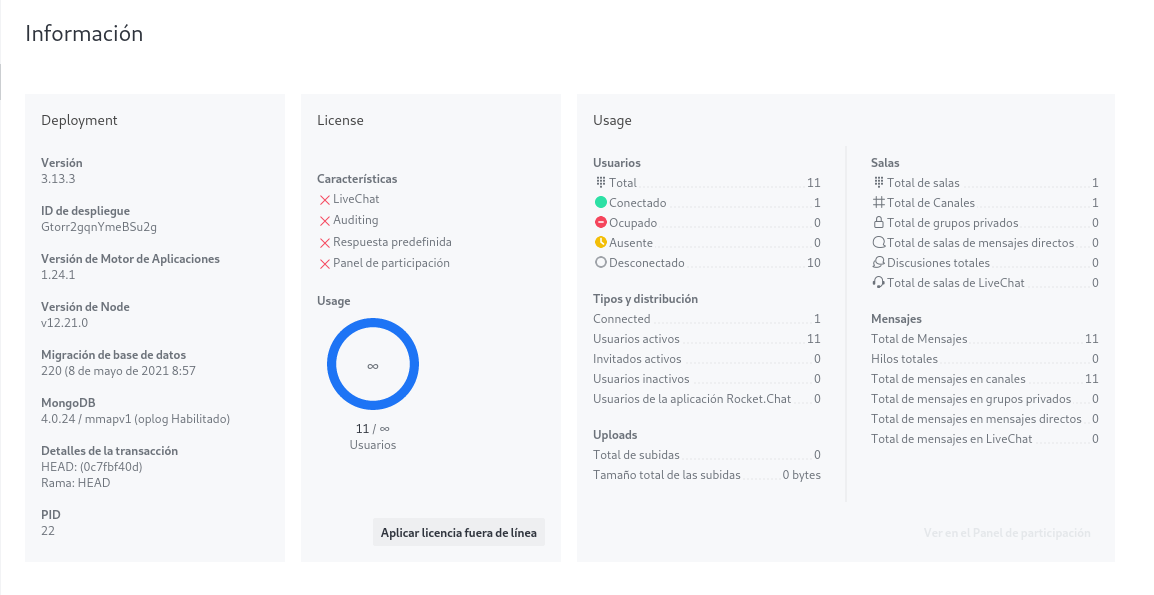 Información
Deployment
Versión
3.13.3
ID de despliegue
Gtorr2gqnYmeBSu2g
Versión de Motor de Aplicaciones
1.24.1
Versión de Node
v12.21.0
Migración de base de datos
220 (8 de mayo de 2021 8:57
MongoDB
4.0.24 / mmapv1 (oplog Habilitado)
Detalles de la transacción
HEAD: (0c7fbf40d)
Rama: HEAD
PID
22
License
Características
LiveChat
Auditing
Respuesta predefinida
Panel de participación
Usage
∞
11 / ∞
Usuarios
Aplicar licencia fuera de línea
Usage
Usuarios
Total 11
Conectado 1
Ocupado 0
Ausente 0
Desconectado 10
Tipos y distribución
Connected 1
Usuarios activos 11
Invitados activos 0
Usuarios inactivos 0
Usuarios de la aplicación Rocket.Chat 0
Uploads
Total de subidas 0
Tamaño total de las subidas 0 bytes
Salas
Total de salas 1
Total de Canales 1
Total de grupos privados 0
Total de salas de mensajes directos 0
Discusiones totales 0
Total de salas de LiveChat 0
Mensajes
Total de Mensajes 11
Hilos totales 0
Total de mensajes en canales 11
Total de mensajes en grupos privados 0
Total de mensajes en mensajes directos 0
Total de mensajes en LiveChat 0
Ver en el Panel de participación